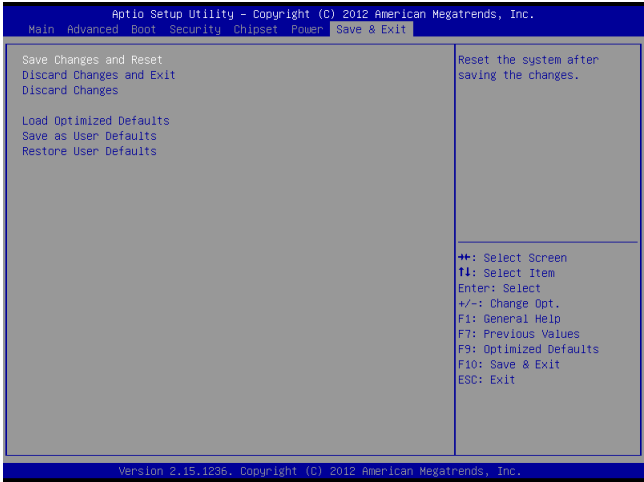 Aptio Setup Utility – Copyright (C) 2012 American Megatrends, Inc.
Main Advanced Boot Security Chipset Power Save & Exit
Save Changes and Reset
Discard Changes and Exit
Discard Changes
Load Optimized Defaults
Save as User Defaults
Restore User Defaults
Reset the system after
saving the changes.
→←: Select Screen
↑↓: Select Item
Enter: Select
+/-: Change Opt.
F1: General Help
F7: Previous Values
F9: Optimized Defaults
F10: Save & Exit
ESC: Exit
Version 2.15.1236. Copyright (C) 2012 American Megatrends, Inc.